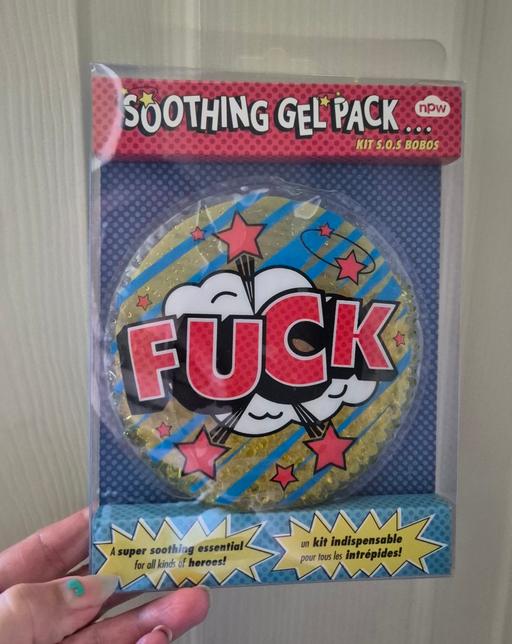 SOOTHING GEL PACK...
npw
KIT S.O.S BOBOS
FUCK
A super soothing essential
for all kinds of heroes!
un kit indispensable
pour tous les intrépides!